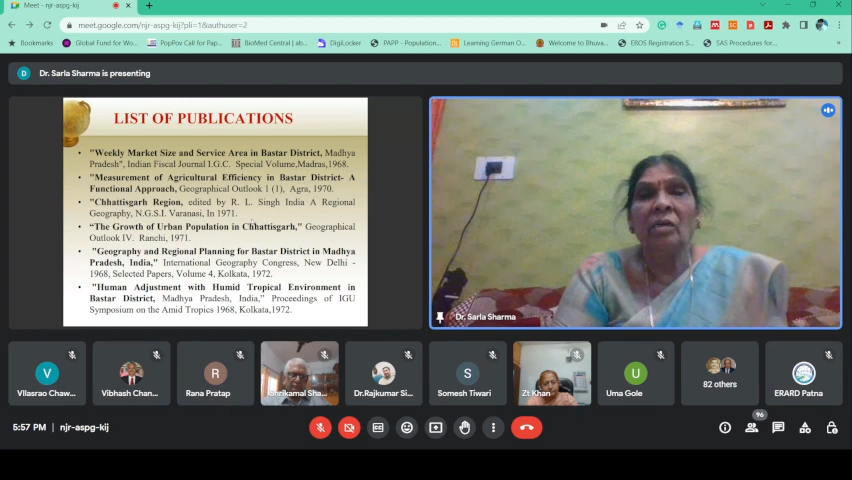 Meet - njr-aspg-kij
meet.google.com/njr-aspg-kij?pli=1&authuser=2
Bookmarks
Global Fund for Wo...
PopPov Call for Pap...
BioMed Central | ab...
DigiLocker
PAPP - Population...
Learning German O...
Welcome to Bhuva...
EROS Registration S...
SAS Procedures for...
D
Dr. Sarla Sharma is presenting
LIST OF PUBLICATIONS
• "Weekly Market Size and Service Area in Bastar District, Madhya
Pradesh", Indian Fiscal Journal I.G.C. Special Volume,Madras,1968.
• "Measurement of Agricultural Efficiency in Bastar District- A
Functional Approach, Geographical Outlook 1 (1), Agra, 1970.
• "Chhattisgarh Region, edited by R. L. Singh India A Regional
Geography, N.G.S.I. Varanasi, In 1971.
• "The Growth of Urban Population in Chhattisgarh," Geographical
Outlook IV. Ranchi, 1971.
• "Geography and Regional Planning for Bastar District in Madhya
Pradesh, India," International Geography Congress, New Delhi -
1968, Selected Papers, Volume 4, Kolkata, 1972.
• "Human Adjustment with Humid Tropical Environment in
Bastar District, Madhya Pradesh, India," Proceedings of IGU
Symposium on the Amid Tropics 1968, Kolkata,1972.
Dr. Sarla Sharma
V
VIlasrao Chaw...
Vibhash Chan...
R
Rana Pratap
Dr.Rajkumar Si...
S
Somesh Tiwari
Zt Khan
U
Uma Gole
82 others
ERARD Patna
5:57 PM | njr-aspg-kij
96